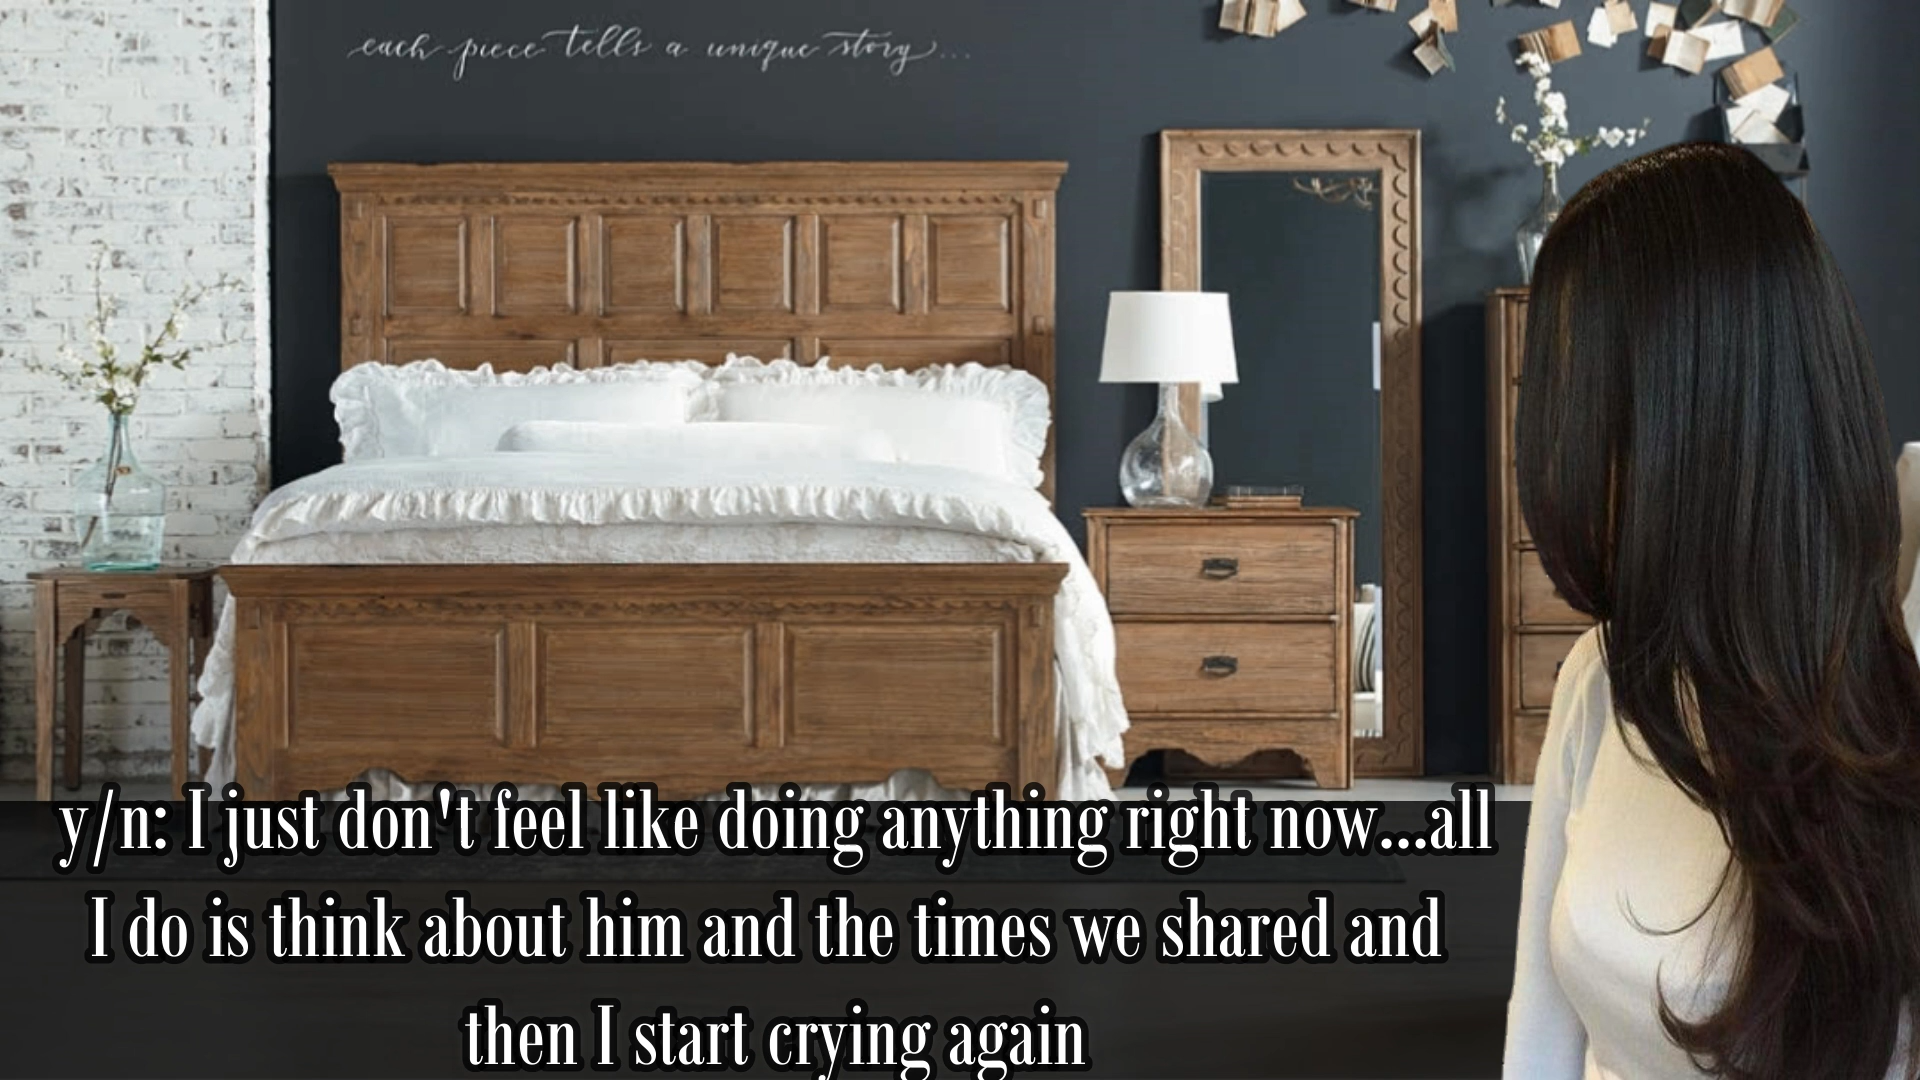 each piece tells a unique story...
y/n: I just don't feel like doing anything right now...all
I do is think about him and the times we shared and
then I start crying again